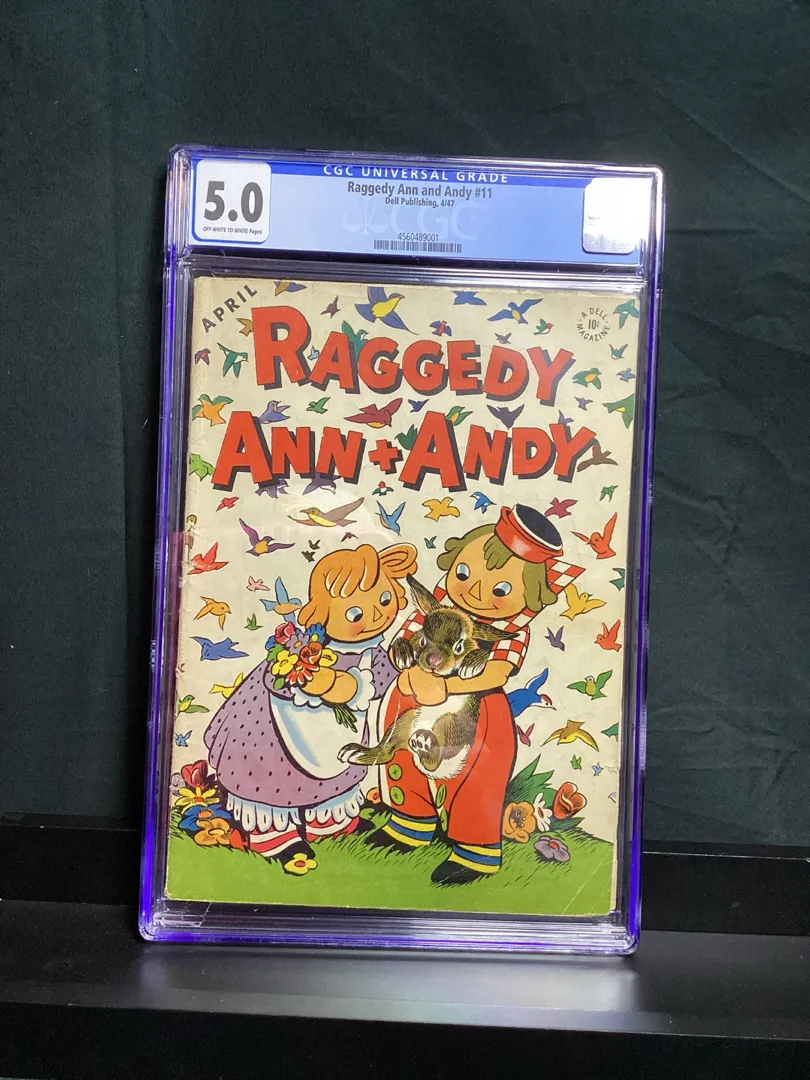 CGC UNIVERSAL GRADE
5.0
OFF-WHITE TO WHITE Pages
Raggedy Ann and Andy #11
Dell Publishing, 4/47
CGC
4560489001
APRIL
A DELL
10¢
MAGAZINE
RAGGEDY
ANN + ANDY